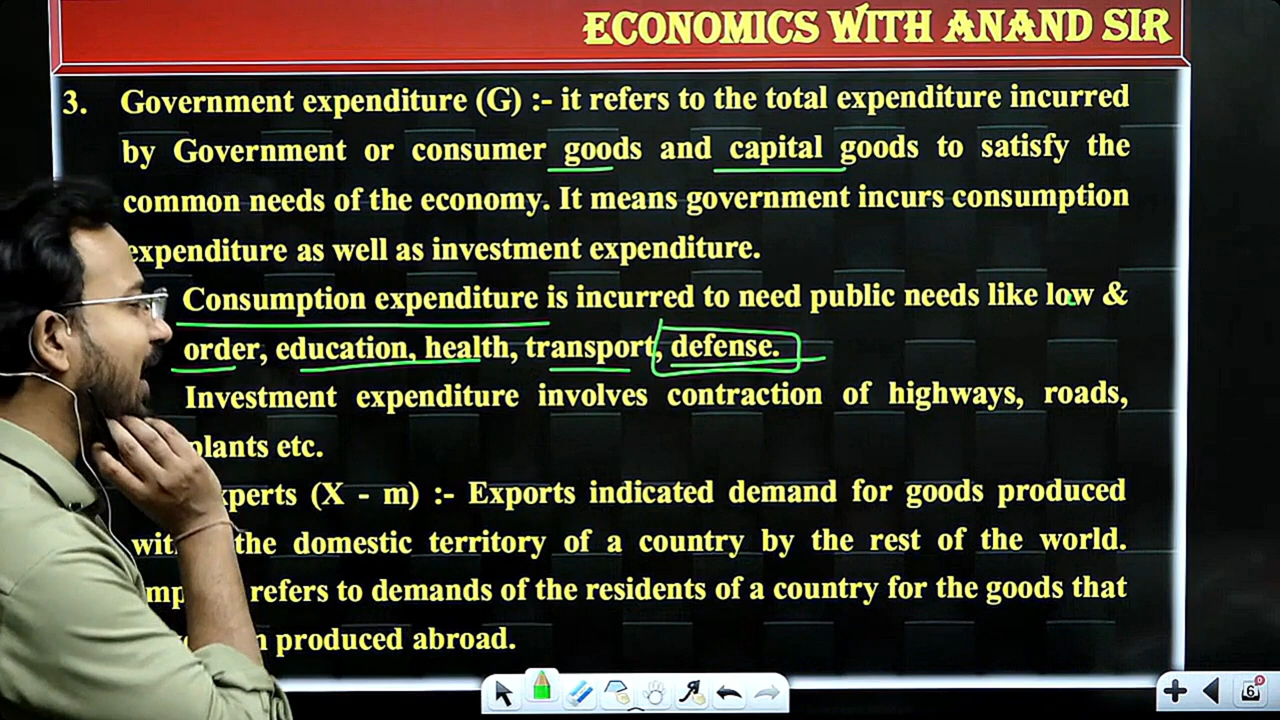 ECONOMICS WITH ANAND SIR
3. Government expenditure (G) :- it refers to the total expenditure incurred
by Government or consumer goods and capital goods to satisfy the
common needs of the economy. It means government incurs consumption
expenditure as well as investment expenditure.
Consumption expenditure is incurred to need public needs like low &
order, education, health, transport, defense.
Investment expenditure involves contraction of highways, roads,
plants etc.
xperts (X - m) :- Exports indicated demand for goods produced
the domestic territory of a country by the rest of the world.
refers to demands of the residents of a country for the goods that
produced abroad.
6